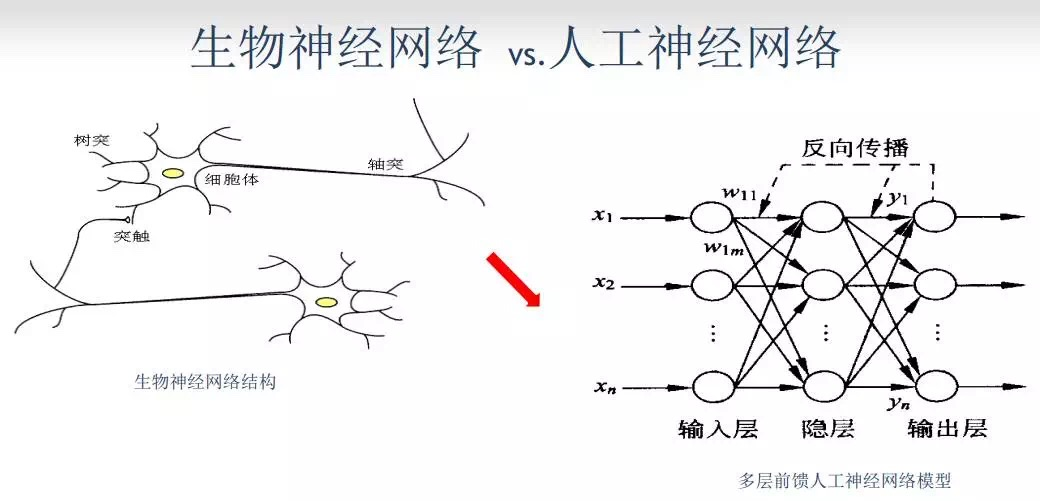 生物神经网络 vs.人工神经网络
树突
轴突
细胞体
突触
生物神经网络结构
反向传播
w11
y1
x1
w1m
x2
⋮
⋮
⋮
xn
yn
输入层
隐层
输出层
多层前馈人工神经网络模型